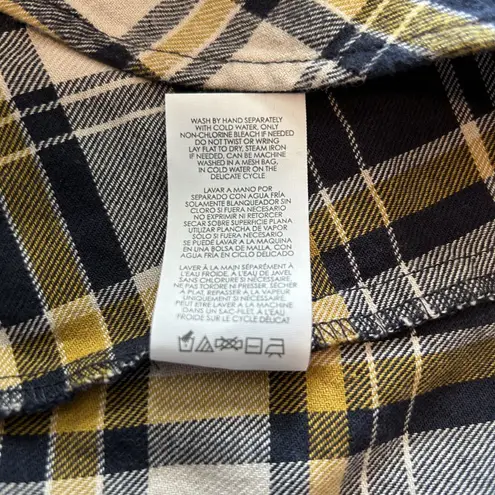 WASH BY HAND SEPARATELY
WITH COLD WATER, ONLY
NON-CHLORINE BLEACH IF NEEDED
DO NOT TWIST OR WRING
LAY FLAT TO DRY, STEAM IRON
IF NEEDED, CAN BE MACHINE
WASHED IN A MESH BAG,
IN COLD WATER ON THE
DELICATE CYCLE
LAVAR A MANO POR
SEPARADO CON AGUA FRÍA
SOLAMENTE BLANQUEADOR SIN
CLORO SI FUERA NECESARIO
NO EXPRIMIR NI RETORCER
SECAR SOBRE SUPERFICIE PLANA
UTILIZAR PLANCHA DE VAPOR
SÓLO SI FUERA NECESARIO
SE PUEDE LAVAR A LA MAQUINA
EN UNA BOLSA DE MALLA, CON
AGUA FRIA EN CICLO DELICADO
LAVER À LA MAIN SÉPARÉMENT À
L'EAU FROIDE, À L'EAU DE JAVEL
SANS CHLORURE SI NÉCESSAIRE,
NE PAS TORDRE NI PRESSER, SÉCHER
À PLAT, REPASSER À LA VAPEUR
UNIQUEMENT SI NÉCESSAIRE,
PEUT ÊTRE LAVER À LA MACHINE
DANS UN SAC-FILET, À L'EAU
FROIDE SUR LE CYCLE DÉLICAT